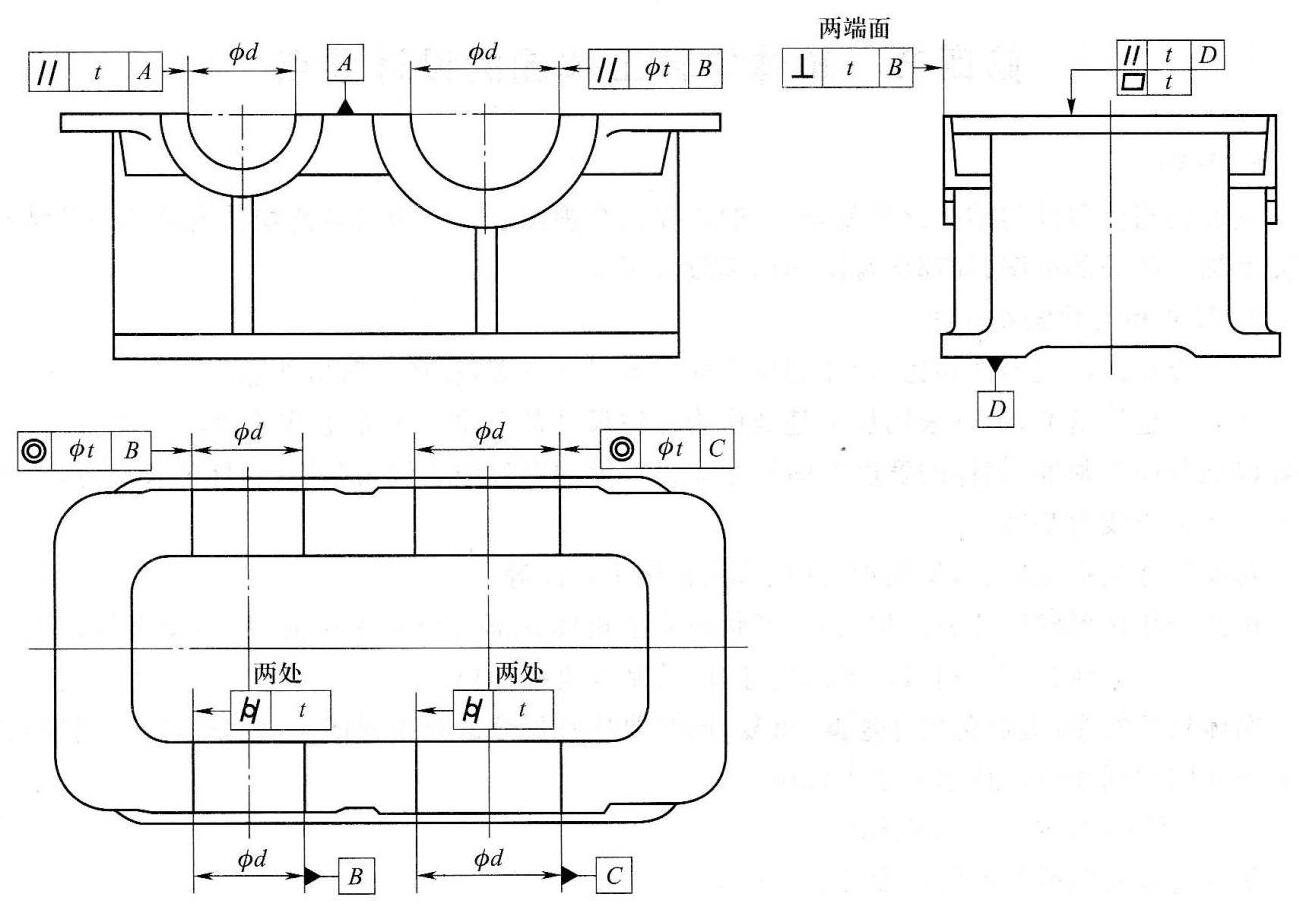 // t A
ϕd
A
ϕd
// ϕt B
两端面
⊥ t B
// t D
▱ t
D
◎ ϕt B
ϕd
ϕd
◎ ϕt C
两处
⌭ t
两处
⌭ t
ϕd
B
ϕd
C